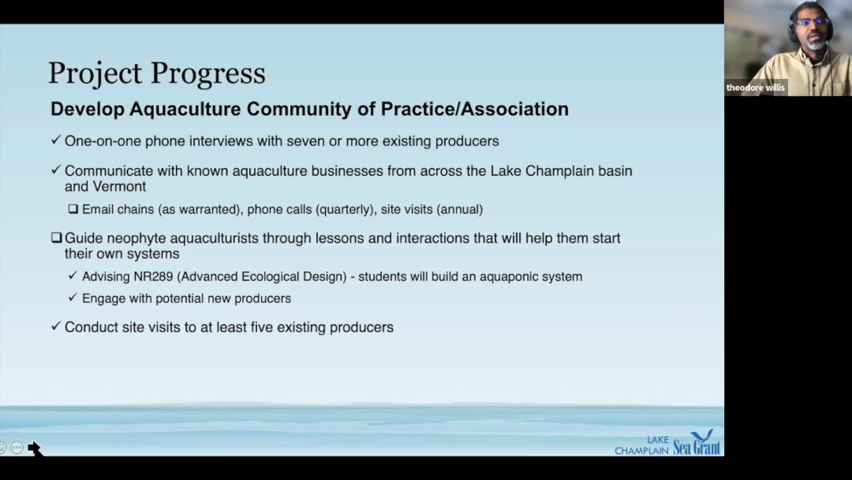 Project Progress
Develop Aquaculture Community of Practice/Association
✓ One-on-one phone interviews with seven or more existing producers
✓ Communicate with known aquaculture businesses from across the Lake Champlain basin
and Vermont
❑ Email chains (as warranted), phone calls (quarterly), site visits (annual)
❑ Guide neophyte aquaculturists through lessons and interactions that will help them start
their own systems
✓ Advising NR289 (Advanced Ecological Design) - students will build an aquaponic system
✓ Engage with potential new producers
✓ Conduct site visits to at least five existing producers
LAKE
CHAMPLAIN Sea Grant
theodore willis